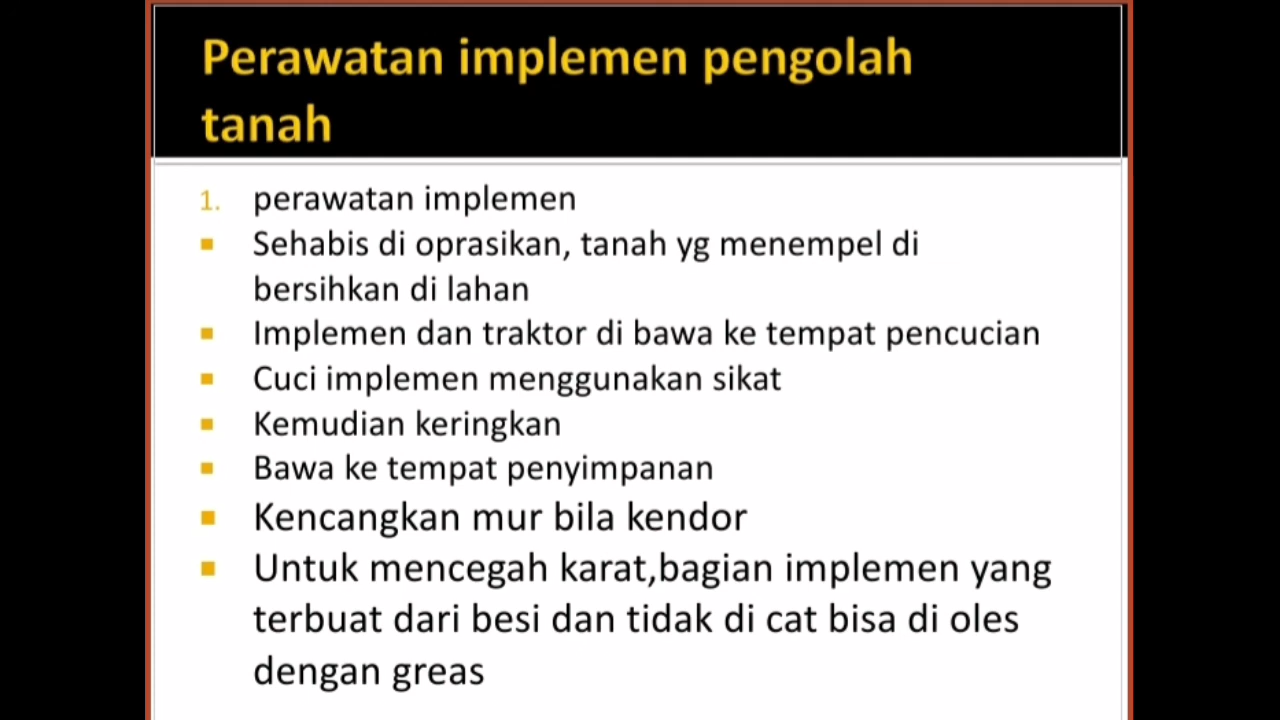 Perawatan implemen pengolah
tanah
1. perawatan implemen
▪ Sehabis di oprasikan, tanah yg menempel di
bersihkan di lahan
▪ Implemen dan traktor di bawa ke tempat pencucian
▪ Cuci implemen menggunakan sikat
▪ Kemudian keringkan
▪ Bawa ke tempat penyimpanan
▪ Kencangkan mur bila kendor
▪ Untuk mencegah karat,bagian implemen yang
terbuat dari besi dan tidak di cat bisa di oles
dengan greas